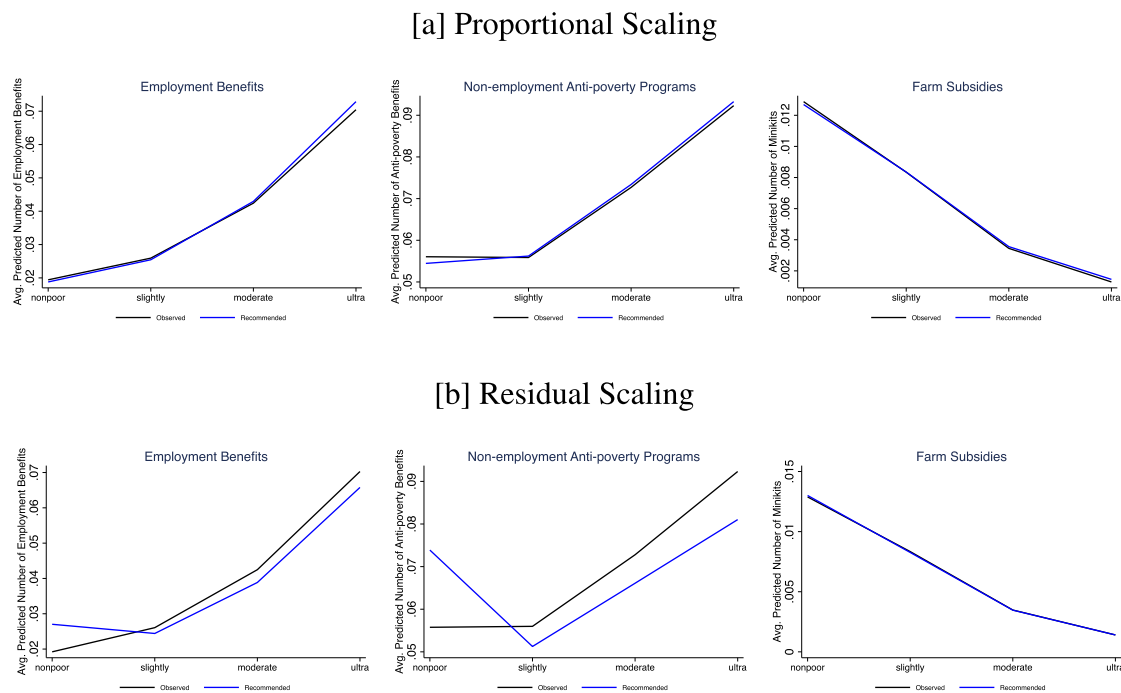 [a] Proportional Scaling
Employment Benefits
Avg. Predicted Number of Employment Benefits
.02 .03 .04 .05 .06 .07
nonpoor slightly moderate ultra
Observed Recommended
Non-employment Anti-poverty Programs
Avg. Predicted Number of Anti-poverty Benefits
.05 .06 .07 .08 .09
nonpoor slightly moderate ultra
Observed Recommended
Farm Subsidies
Avg. Predicted Number of Minikits
.002 .004 .006 .008 .01 .012
nonpoor slightly moderate ultra
Observed Recommended
[b] Residual Scaling
Employment Benefits
Avg. Predicted Number of Employment Benefits
.02 .03 .04 .05 .06 .07
nonpoor slightly moderate ultra
Observed Recommended
Non-employment Anti-poverty Programs
Avg. Predicted Number of Anti-poverty Benefits
.05 .06 .07 .08 .09
nonpoor slightly moderate ultra
Observed Recommended
Farm Subsidies
Avg. Predicted Number of Minikits
0 .005 .01 .015
nonpoor slightly moderate ultra
Observed Recommended